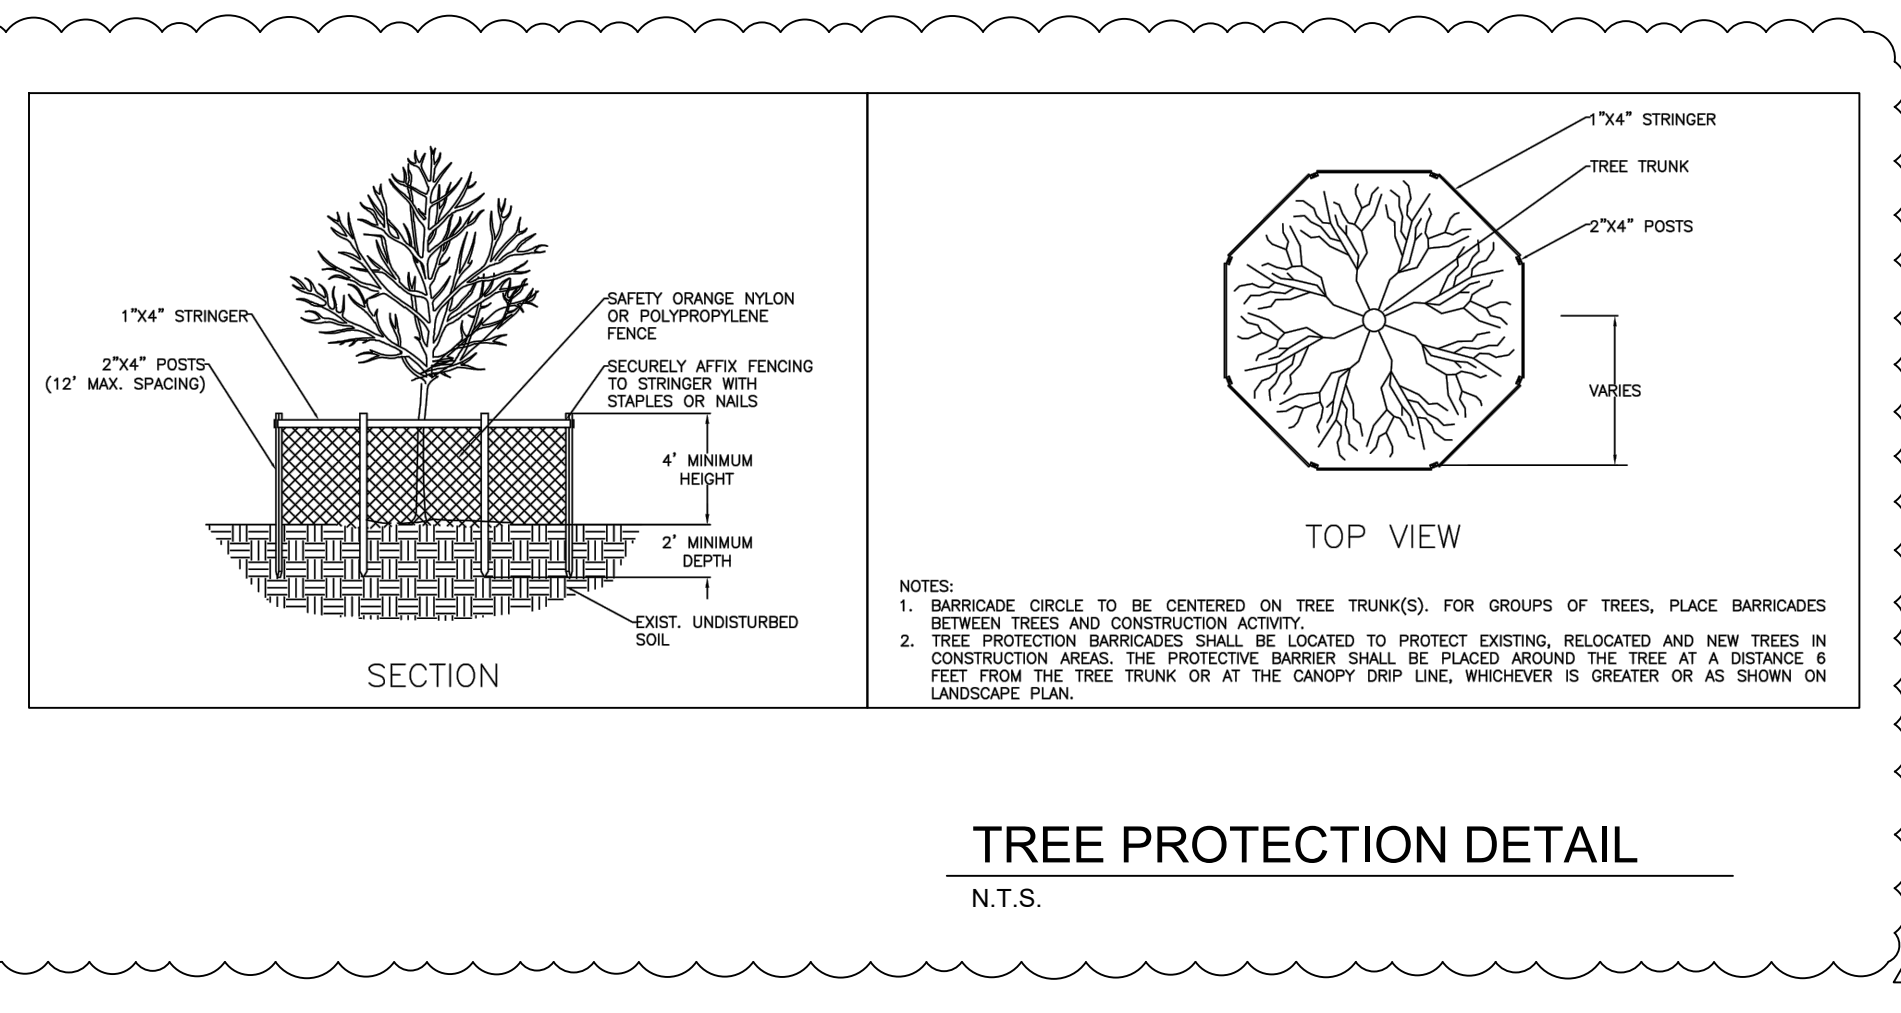 1"X4" STRINGER
2"X4" POSTS
(12' MAX. SPACING)
SAFETY ORANGE NYLON
OR POLYPROPYLENE
FENCE
SECURELY AFFIX FENCING
TO STRINGER WITH
STAPLES OR NAILS
4' MINIMUM
HEIGHT
2' MINIMUM
DEPTH
EXIST. UNDISTURBED
SOIL
SECTION
1"X4" STRINGER
TREE TRUNK
2"X4" POSTS
VARIES
TOP VIEW
NOTES:
1. BARRICADE CIRCLE TO BE CENTERED ON TREE TRUNK(S). FOR GROUPS OF TREES, PLACE BARRICADES
BETWEEN TREES AND CONSTRUCTION ACTIVITY.
2. TREE PROTECTION BARRICADES SHALL BE LOCATED TO PROTECT EXISTING, RELOCATED AND NEW TREES IN
CONSTRUCTION AREAS. THE PROTECTIVE BARRIER SHALL BE PLACED AROUND THE TREE AT A DISTANCE 6
FEET FROM THE TREE TRUNK OR AT THE CANOPY DRIP LINE, WHICHEVER IS GREATER OR AS SHOWN ON
LANDSCAPE PLAN.
TREE PROTECTION DETAIL
N.T.S.